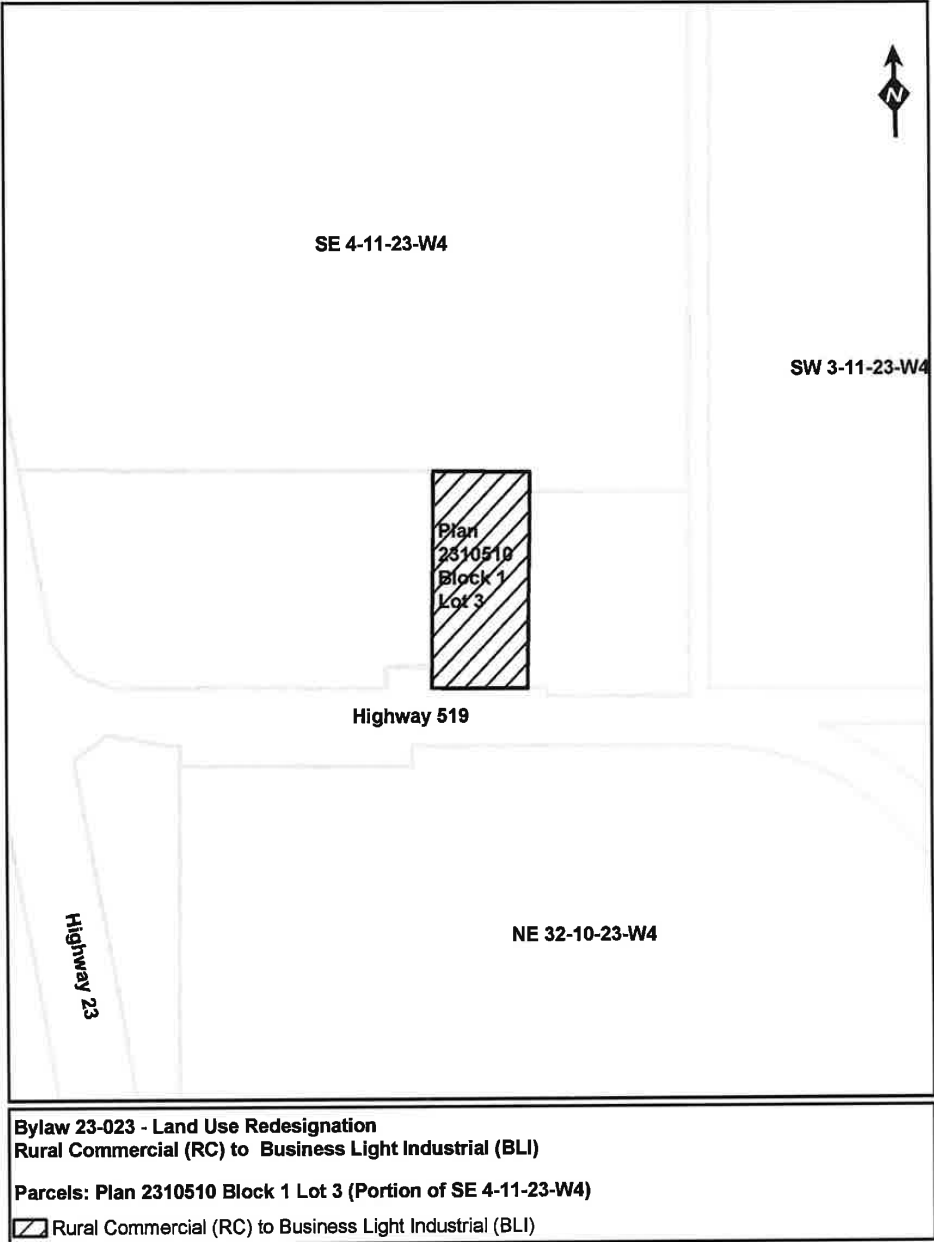 N
SE 4-11-23-W4
SW 3-11-23-W4
Plan
2310510
Block 1
Lot 3
Highway 519
Highway 23
NE 32-10-23-W4
Bylaw 23-023 - Land Use Redesignation
Rural Commercial (RC) to Business Light Industrial (BLI)
Parcels: Plan 2310510 Block 1 Lot 3 (Portion of SE 4-11-23-W4)
Rural Commercial (RC) to Business Light Industrial (BLI)